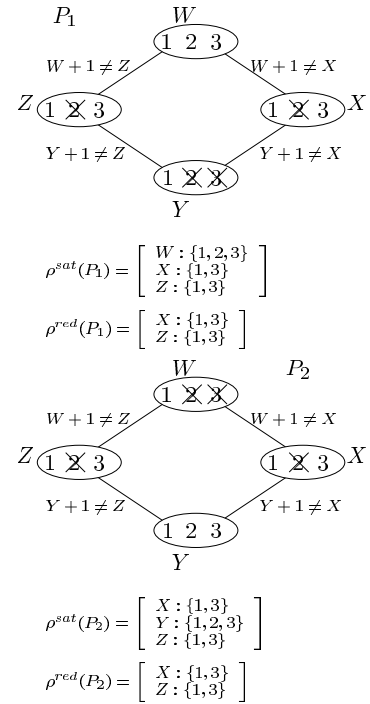 P₁ W
1 2 3
W + 1 ≠ Z W + 1 ≠ X
Z 1 2 3 1 2 3 X
Y + 1 ≠ Z Y + 1 ≠ X
1 2 3
Y
W : {1,2,3}
ρ^{sat}(P₁) = [ X : {1,3} ]
Z : {1,3}
ρ^{red}(P₁) = [ X : {1,3} ]
Z : {1,3}
W P₂
1 2 3
W + 1 ≠ Z W + 1 ≠ X
Z 1 2 3 1 2 3 X
Y + 1 ≠ Z Y + 1 ≠ X
1 2 3
Y
X : {1,3}
ρ^{sat}(P₂) = [ Y : {1,2,3} ]
Z : {1,3}
ρ^{red}(P₂) = [ X : {1,3} ]
Z : {1,3}